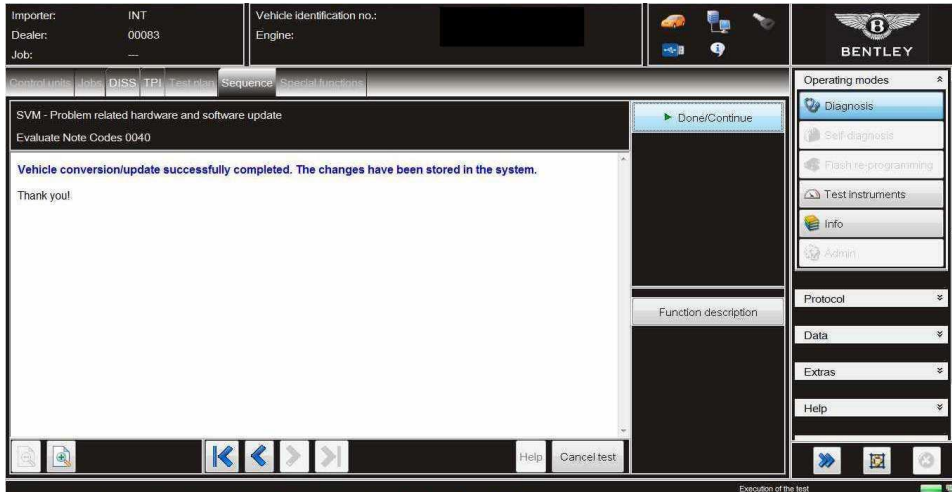 Importer: INT
Dealer: 00083
Job: ---
Vehicle identification no.:
Engine:
BENTLEY
Control units Jobs DISS TPI Test plan Sequence Special functions
SVM - Problem related hardware and software update
Evaluate Note Codes 0040
Vehicle conversion/update successfully completed. The changes have been stored in the system.
Thank you!
Done/Continue
Function description
Operating modes
Diagnosis
Self-diagnosis
Flash re-programming
Test instruments
Info
Admin
Protocol
Data
Extras
Help
Help Cancel test
Execution of the test